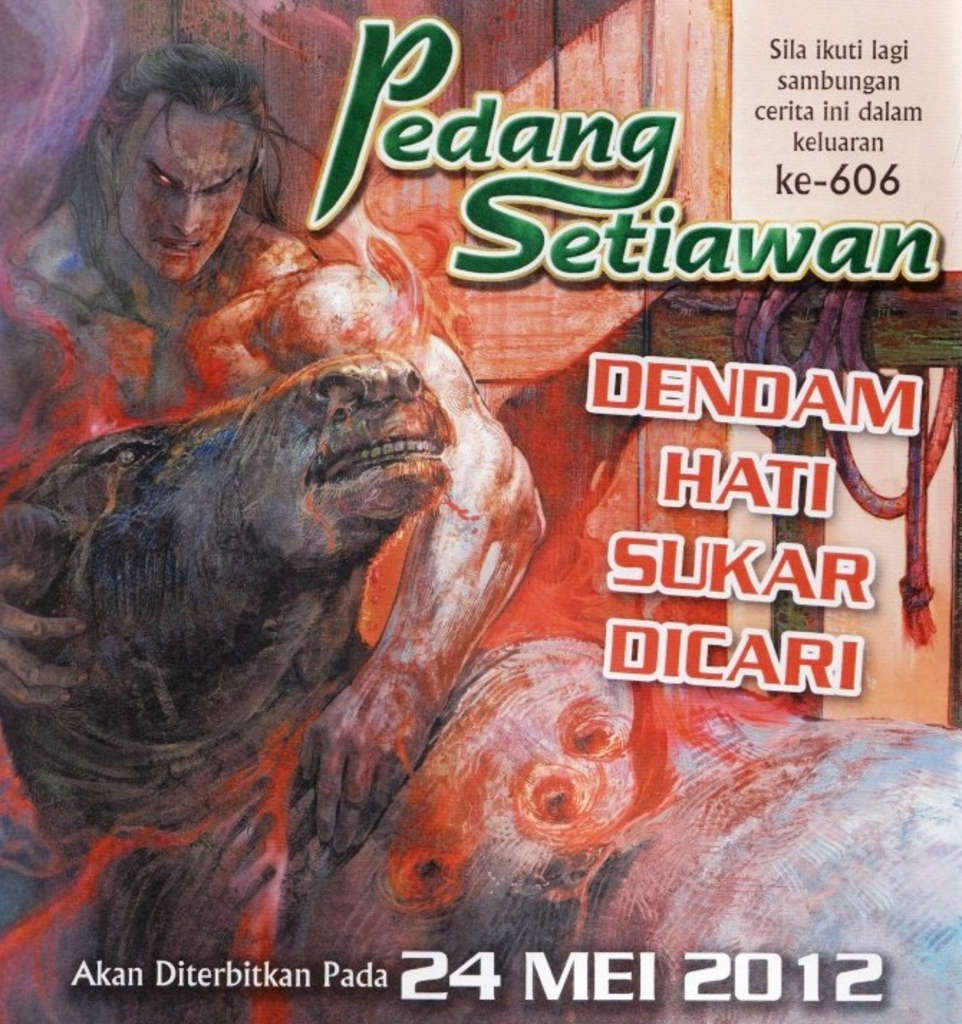 Pedang
Setiawan
Sila ikuti lagi
sambungan
cerita ini dalam
keluaran
ke-606
DENDAM
HATI
SUKAR
DICARI
Akan Diterbitkan Pada 24 MEI 2012